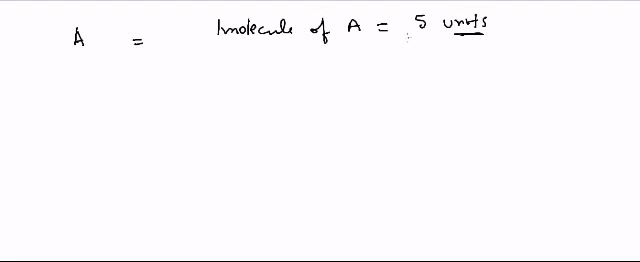 A = 1molecule of A = 5 units